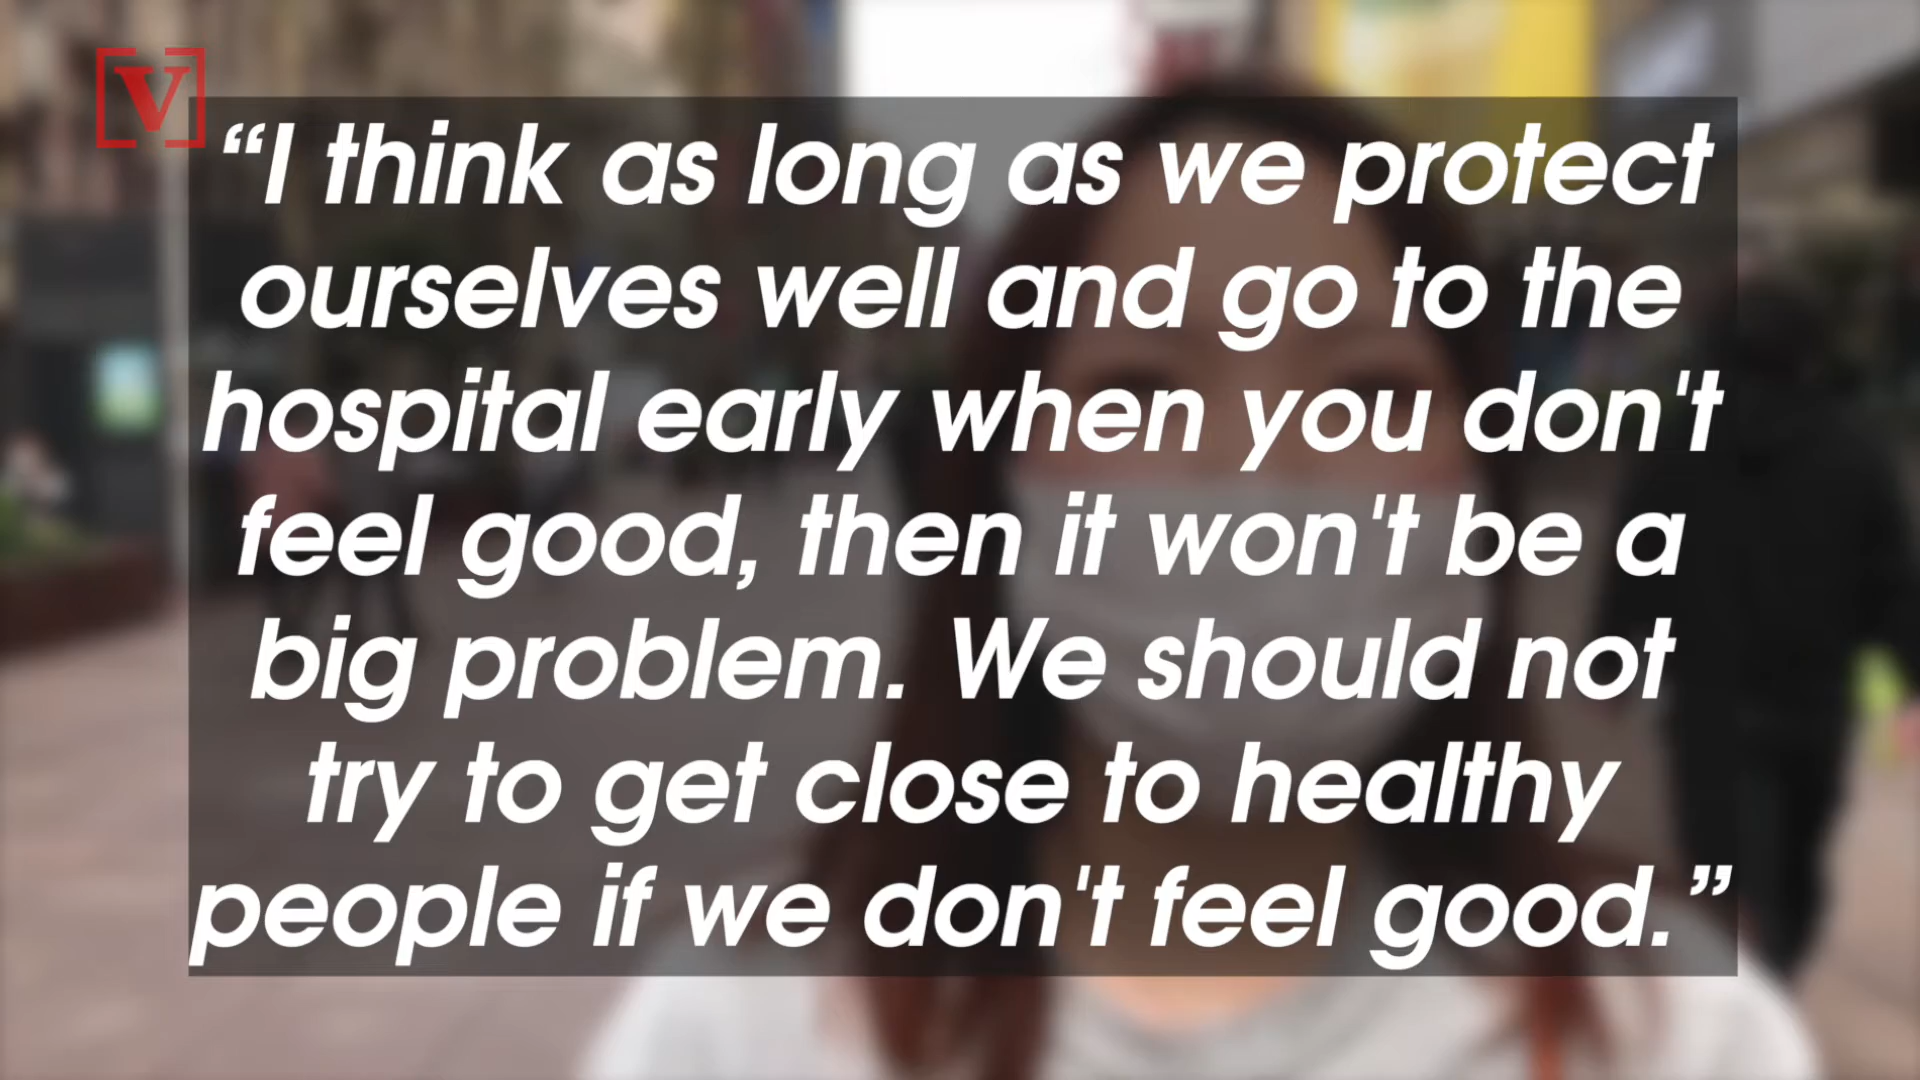 V
“I think as long as we protect
ourselves well and go to the
hospital early when you don't
feel good, then it won't be a
big problem. We should not
try to get close to healthy
people if we don't feel good.”